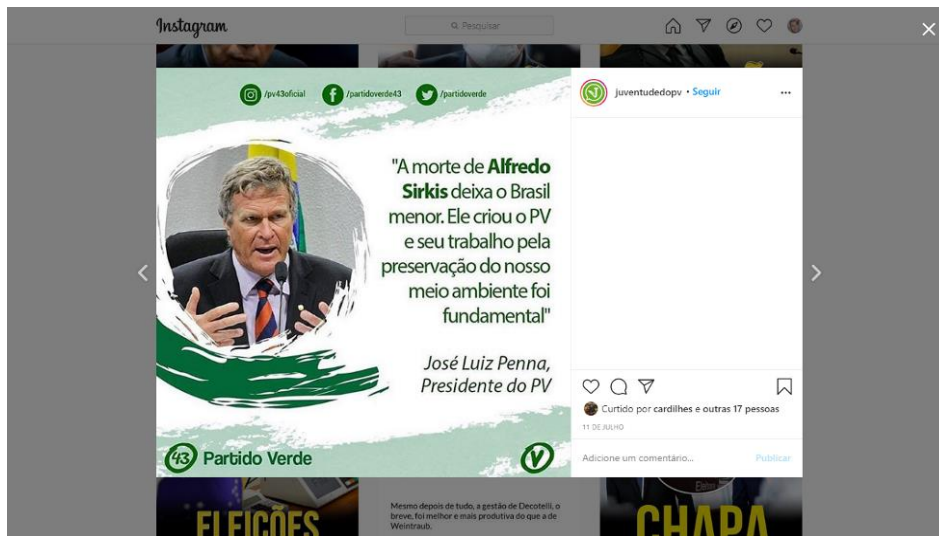 Instagram
Pesquisar
/pv43oficial
/partidoverde43
/partidoverde
"A morte de Alfredo
Sirkis deixa o Brasil
menor. Ele criou o PV
e seu trabalho pela
preservação do nosso
meio ambiente foi
fundamental"
José Luiz Penna,
Presidente do PV
43 Partido Verde
V
juventudedopv • Seguir
Curtido por cardilhes e outras 17 pessoas
11 DE JULHO
Adicione um comentário... Publicar
ELEIÇÕES
Mesmo depois de tudo, a gestão de Decotelli, o
breve, foi melhor e mais produtiva do que a de
Weintraub.
CHAPA